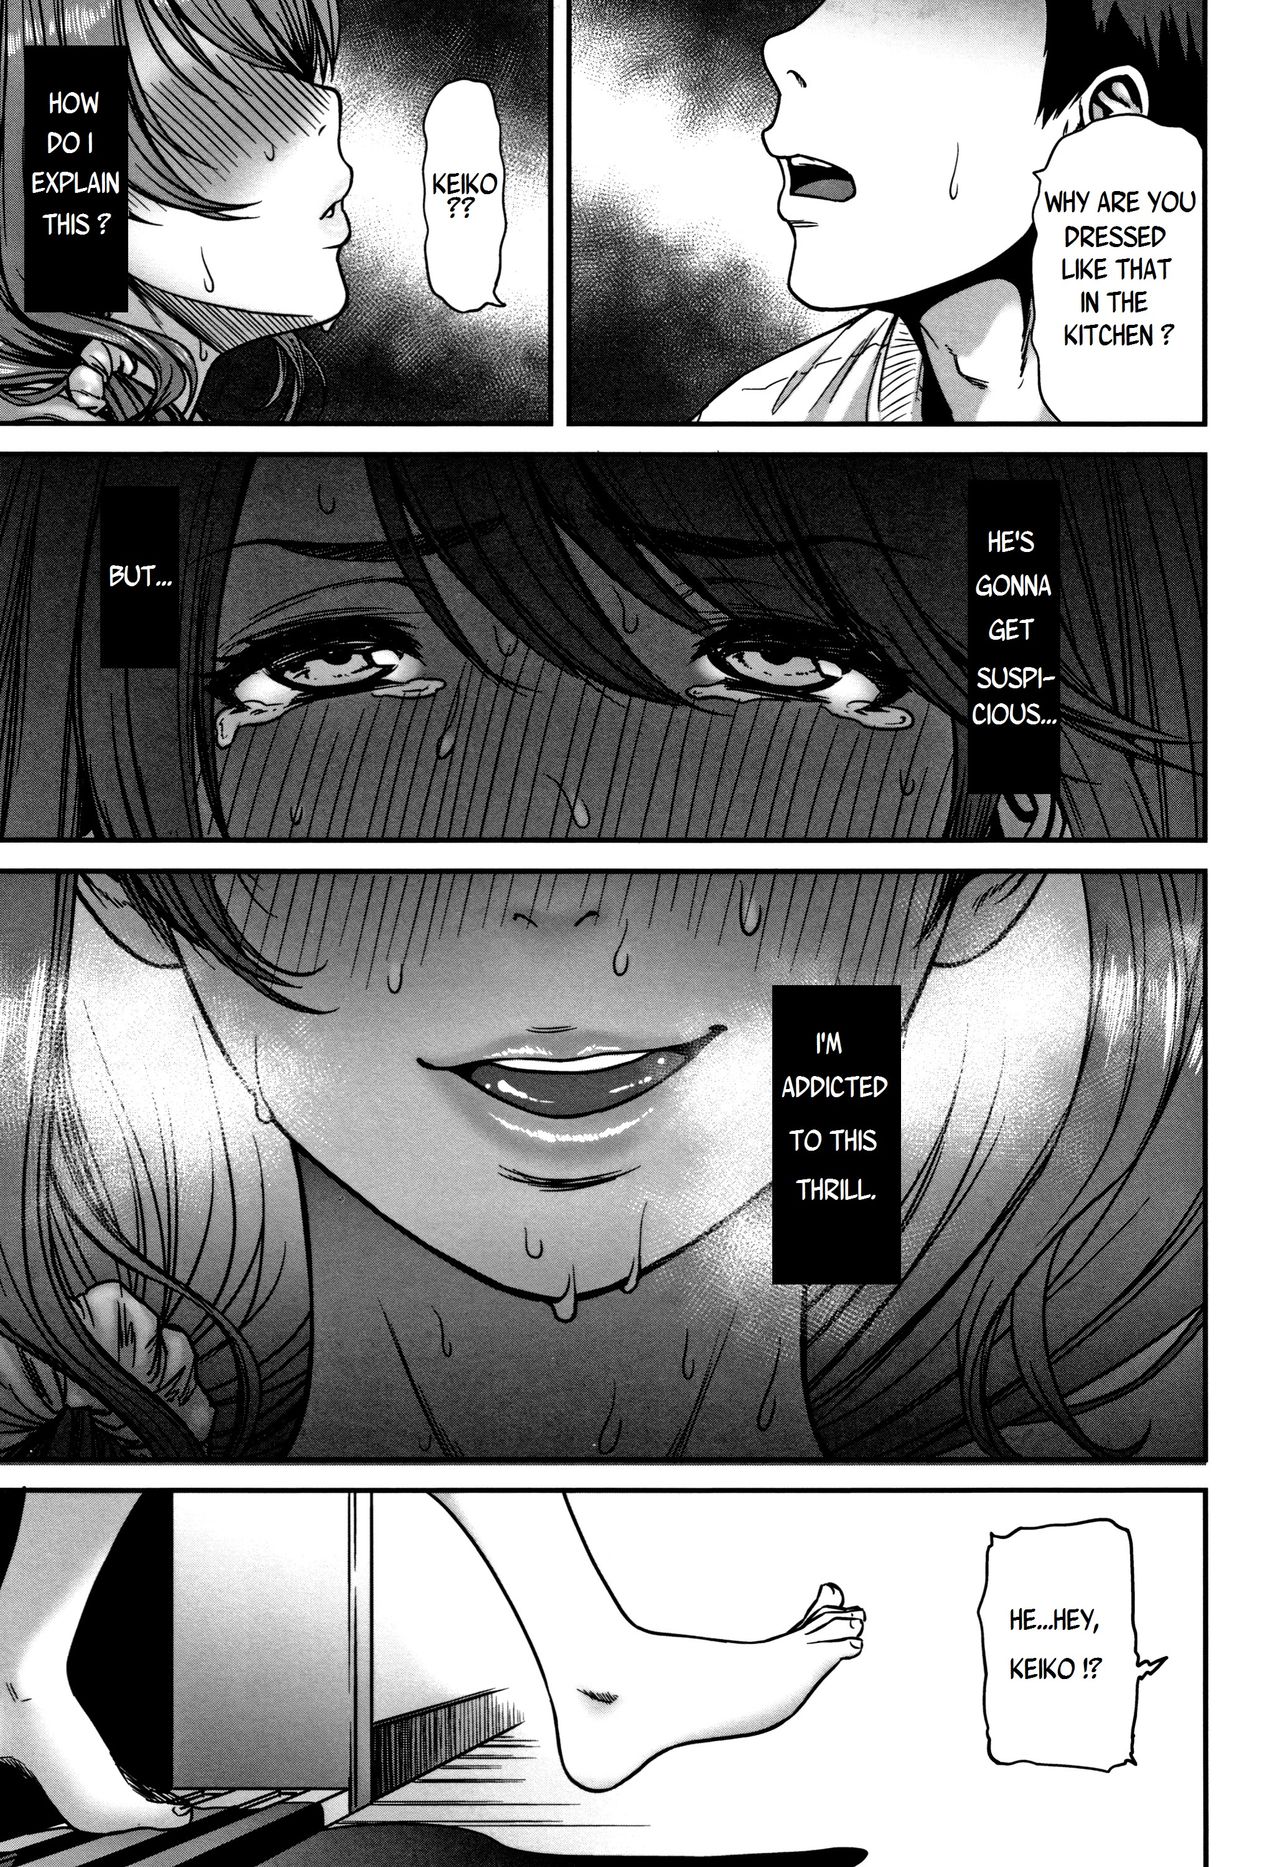 WHY ARE YOU
DRESSED
LIKE THAT
IN THE
KITCHEN ?
KEIKO
??
HOW
DO I
EXPLAIN
THIS ?
HE'S
GONNA
GET
SUSPI-
CIOUS...
BUT...
I'M
ADDICTED
TO THIS
THRILL.
HE...HEY,
KEIKO !?